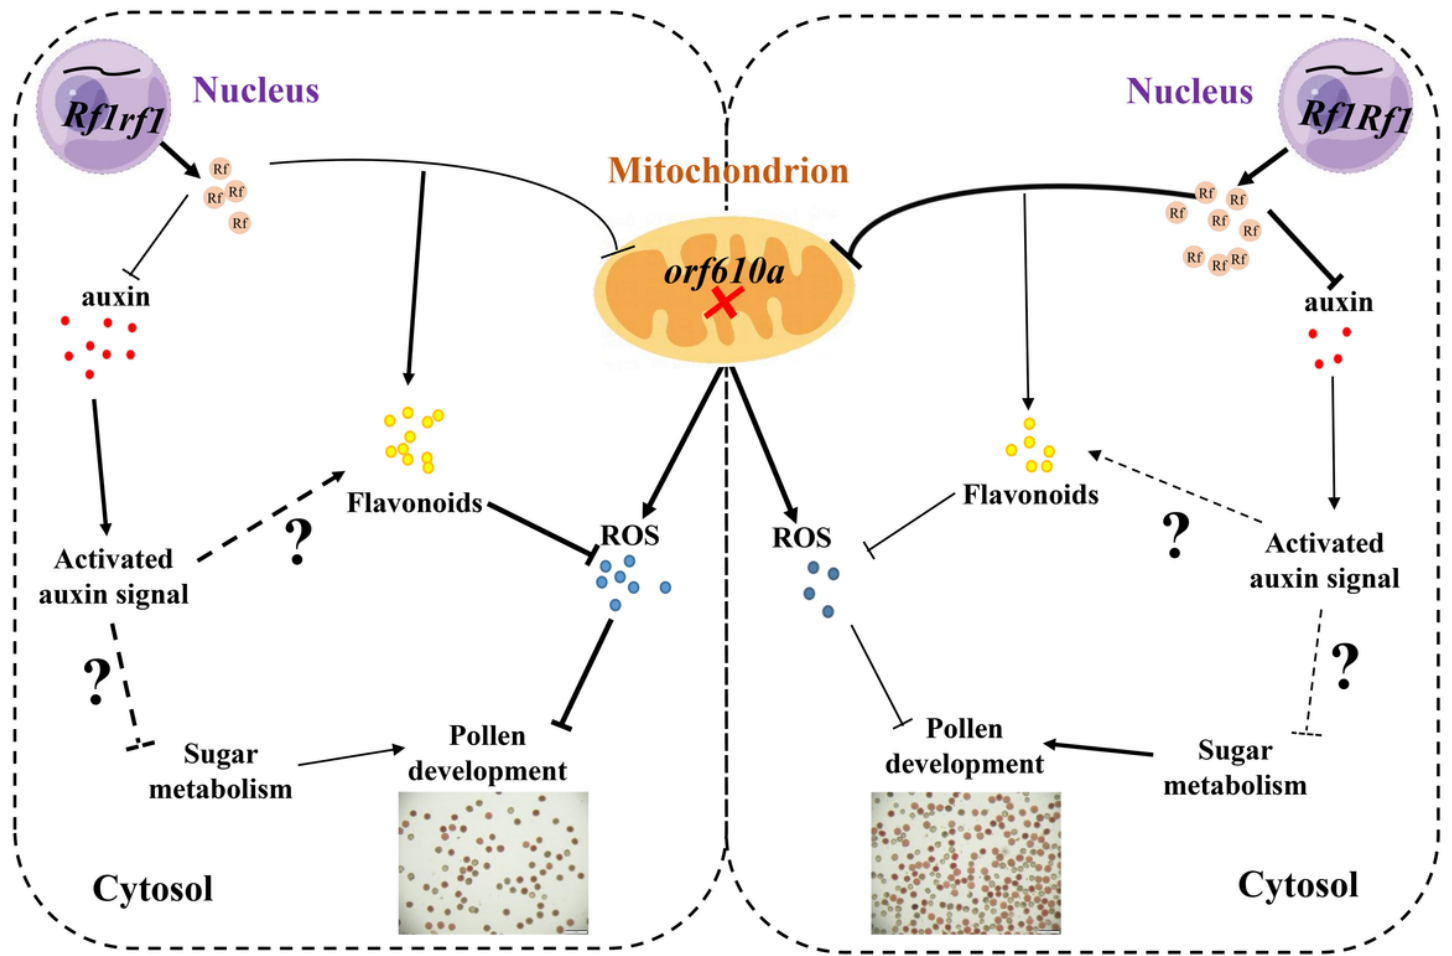 Nucleus
Rf1rf1
Rf
Rf
Rf
Rf
auxin
Activated
auxin signal
?
?
Flavonoids
Sugar
metabolism
Pollen
development
ROS
Cytosol
Mitochondrion
orf610a
Nucleus
Rf1Rf1
Rf
Rf
Rf
Rf
Rf
Rf
Rf
Rf
auxin
ROS
Flavonoids
?
Activated
auxin signal
?
Pollen
development
Sugar
metabolism
Cytosol